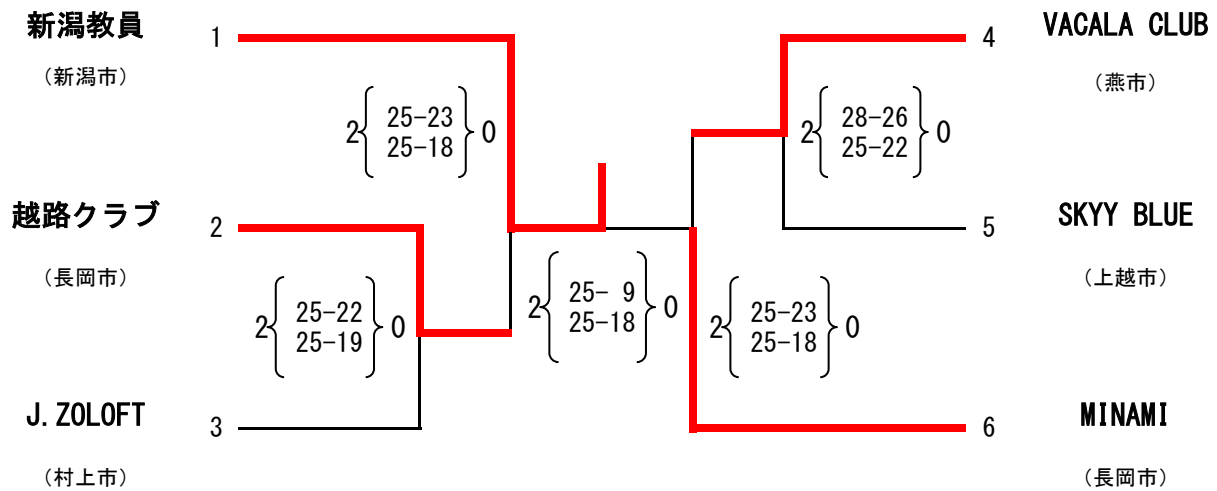 新潟教員 1
（新潟市）
2 25-23 0
25-18
越路クラブ 2
（長岡市）
2 25-22 0
25-19
J.ZOLOFT 3
（村上市）
2 25- 9 0
25-18
4 VACALA CLUB
（燕市）
2 28-26 0
25-22
5 SKYY BLUE
（上越市）
2 25-23 0
25-18
6 MINAMI
（長岡市）